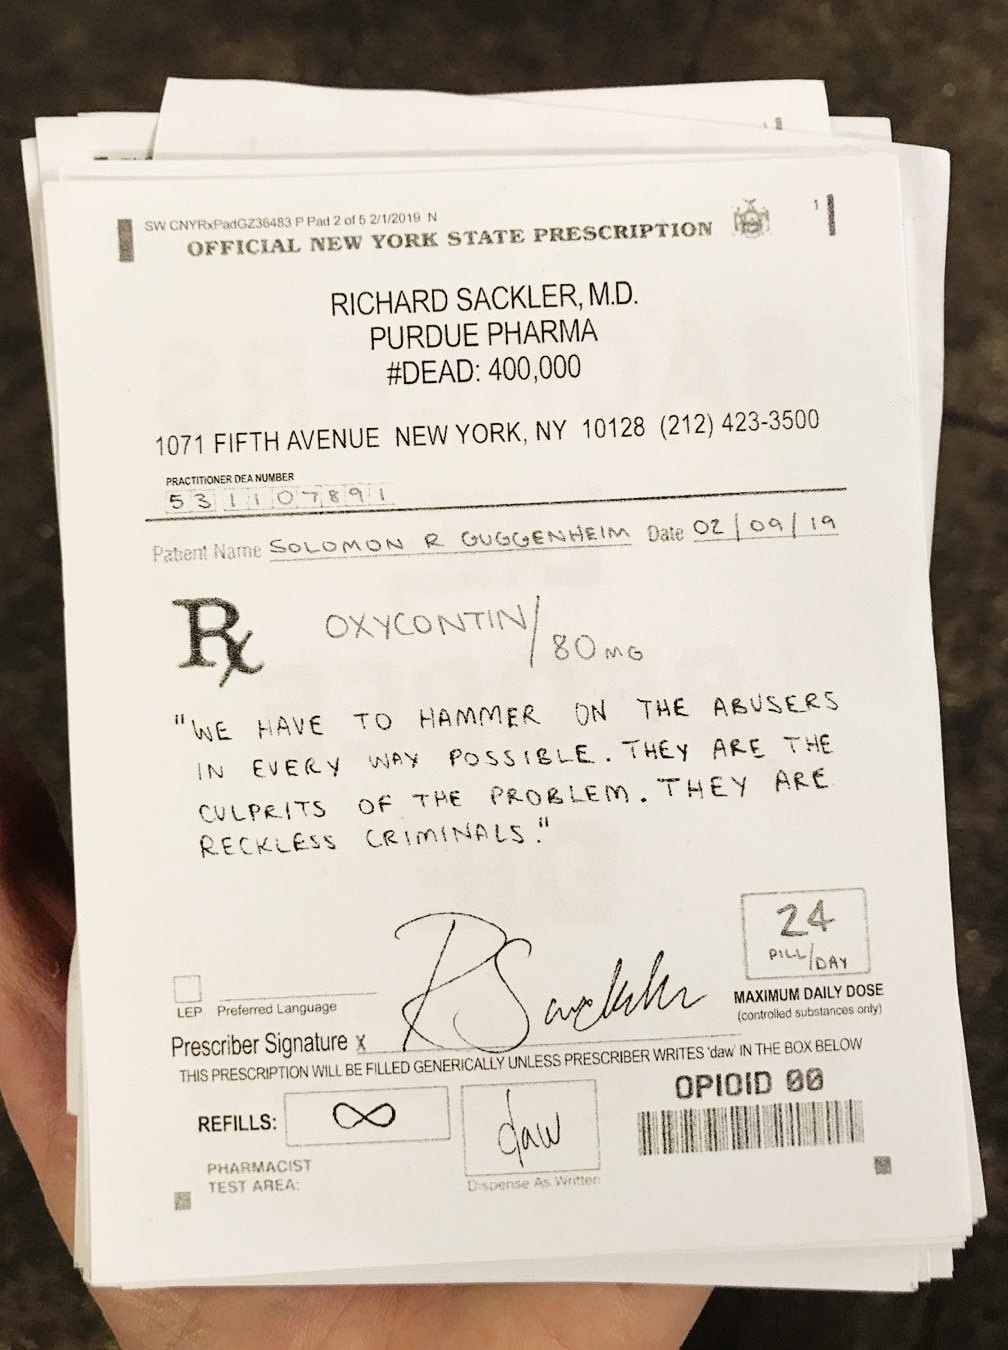 SW CNYRxPadGZ36483 P Pad 2 of 5 2/1/2019 N
1
OFFICIAL NEW YORK STATE PRESCRIPTION
RICHARD SACKLER, M.D.
PURDUE PHARMA
#DEAD: 400,000
1071 FIFTH AVENUE NEW YORK, NY 10128 (212) 423-3500
PRACTITIONER DEA NUMBER
531107891
Patient Name SOLOMON R GUGGENHEIM Date 02/09/19
Rx OXYCONTIN/80MG
"WE HAVE TO HAMMER ON THE ABUSERS
IN EVERY WAY POSSIBLE. THEY ARE THE
CULPRITS OF THE PROBLEM. THEY ARE
RECKLESS CRIMINALS."
24
PILL/DAY
LEP Preferred Language
MAXIMUM DAILY DOSE
(controlled substances only)
Prescriber Signature x RSackler
THIS PRESCRIPTION WILL BE FILLED GENERICALLY UNLESS PRESCRIBER WRITES 'daw' IN THE BOX BELOW
REFILLS: ∞
daw
OPIOID 00
PHARMACIST
TEST AREA:
Dispense As Written